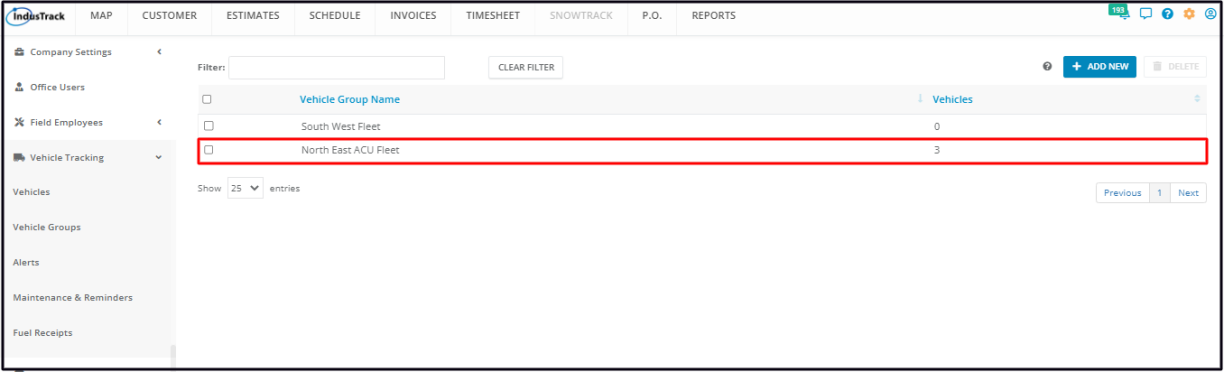 IndusTrack MAP CUSTOMER ESTIMATES SCHEDULE INVOICES TIMESHEET SNOWTRACK P.O. REPORTS 193
Company Settings
Office Users
Field Employees
Vehicle Tracking
Vehicles
Vehicle Groups
Alerts
Maintenance & Reminders
Fuel Receipts
Filter: CLEAR FILTER + ADD NEW DELETE
Vehicle Group Name Vehicles
South West Fleet 0
North East ACU Fleet 3
Show 25 entries
Previous 1 Next